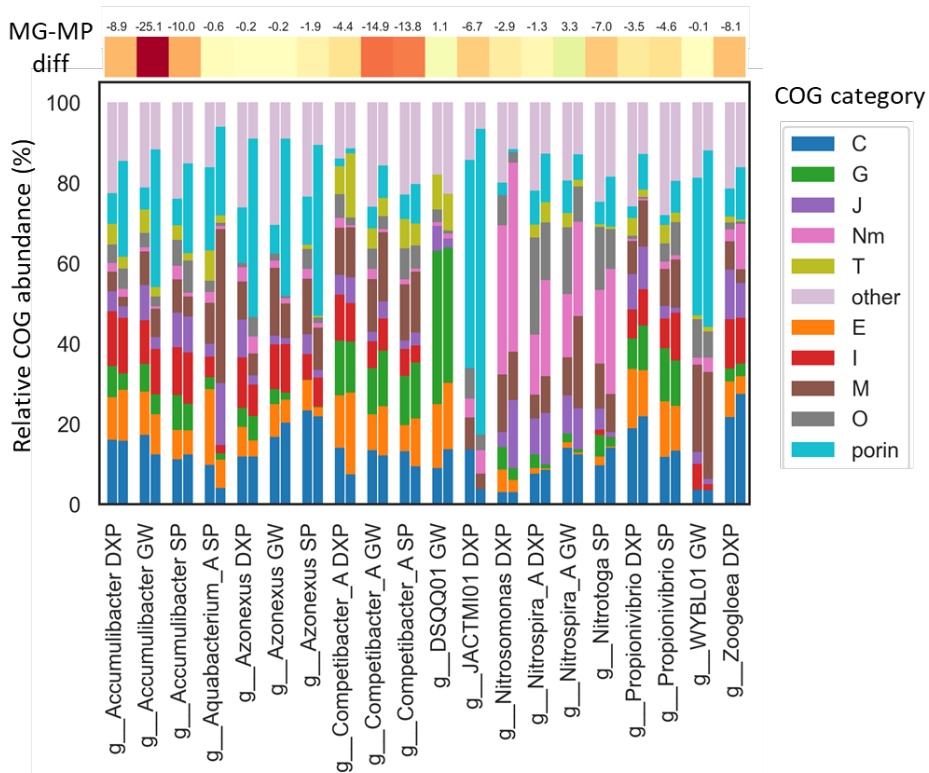 MG-MP
diff
-8.9 -25.1 -10.0 -0.6 -0.2 -0.2 -1.9 -4.4 -14.9 -13.8 1.1 -6.7 -2.9 -1.3 3.3 -7.0 -3.5 -4.6 -0.1 -8.1
Relative COG abundance (%)
100
80
60
40
20
0
g__Accumulibacter DXP
g__Accumulibacter GW
g__Accumulibacter SP
g__Aquabacterium_A SP
g__Azonexus DXP
g__Azonexus GW
g__Azonexus SP
g__Competibacter_A DXP
g__Competibacter_A GW
g__Competibacter_A SP
g__DSQQ01 GW
g__JACTMI01 DXP
g__Nitrosomonas DXP
g__Nitrospira_A DXP
g__Nitrospira_A GW
g__Nitrotoga SP
g__Propionivibrio DXP
g__Propionivibrio SP
g__WYBL01 GW
g__Zoogloea DXP
COG category
C
G
J
Nm
T
other
E
I
M
O
porin